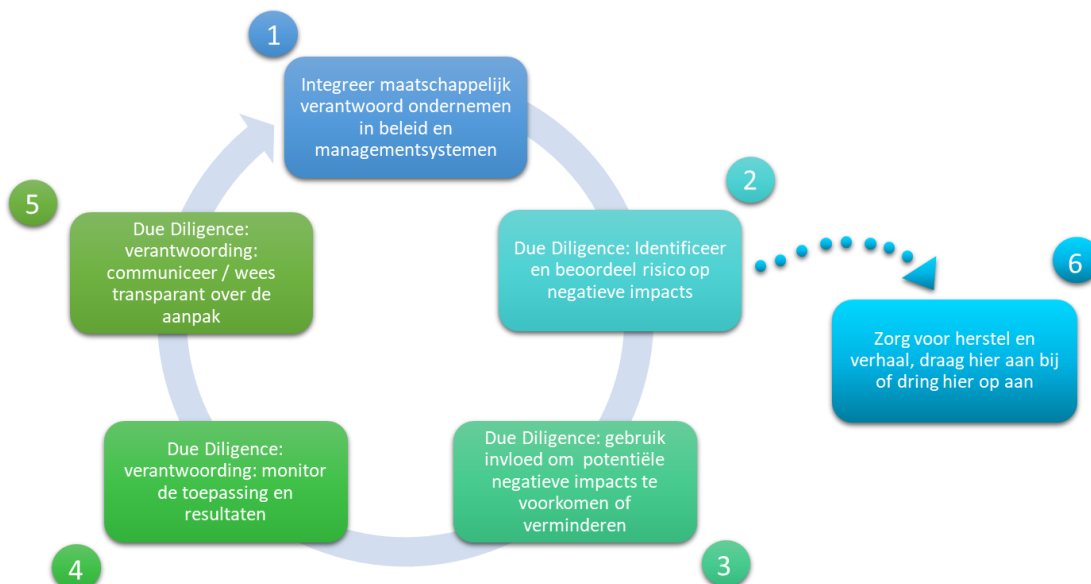 1
Integreer maatschappelijk
verantwoord ondernemen
in beleid en
managementsystemen
2
Due Diligence: Identificeer
en beoordeel risico op
negatieve impacts
3
Due Diligence: gebruik
invloed om potentiële
negatieve impacts te
voorkomen of
verminderen
4
Due Diligence:
verantwoording: monitor
de toepassing en
resultaten
5
Due Diligence:
verantwoording:
communiceer / wees
transparant over de
aanpak
6
Zorg voor herstel en
verhaal, draag hier aan bij
of dring hier op aan